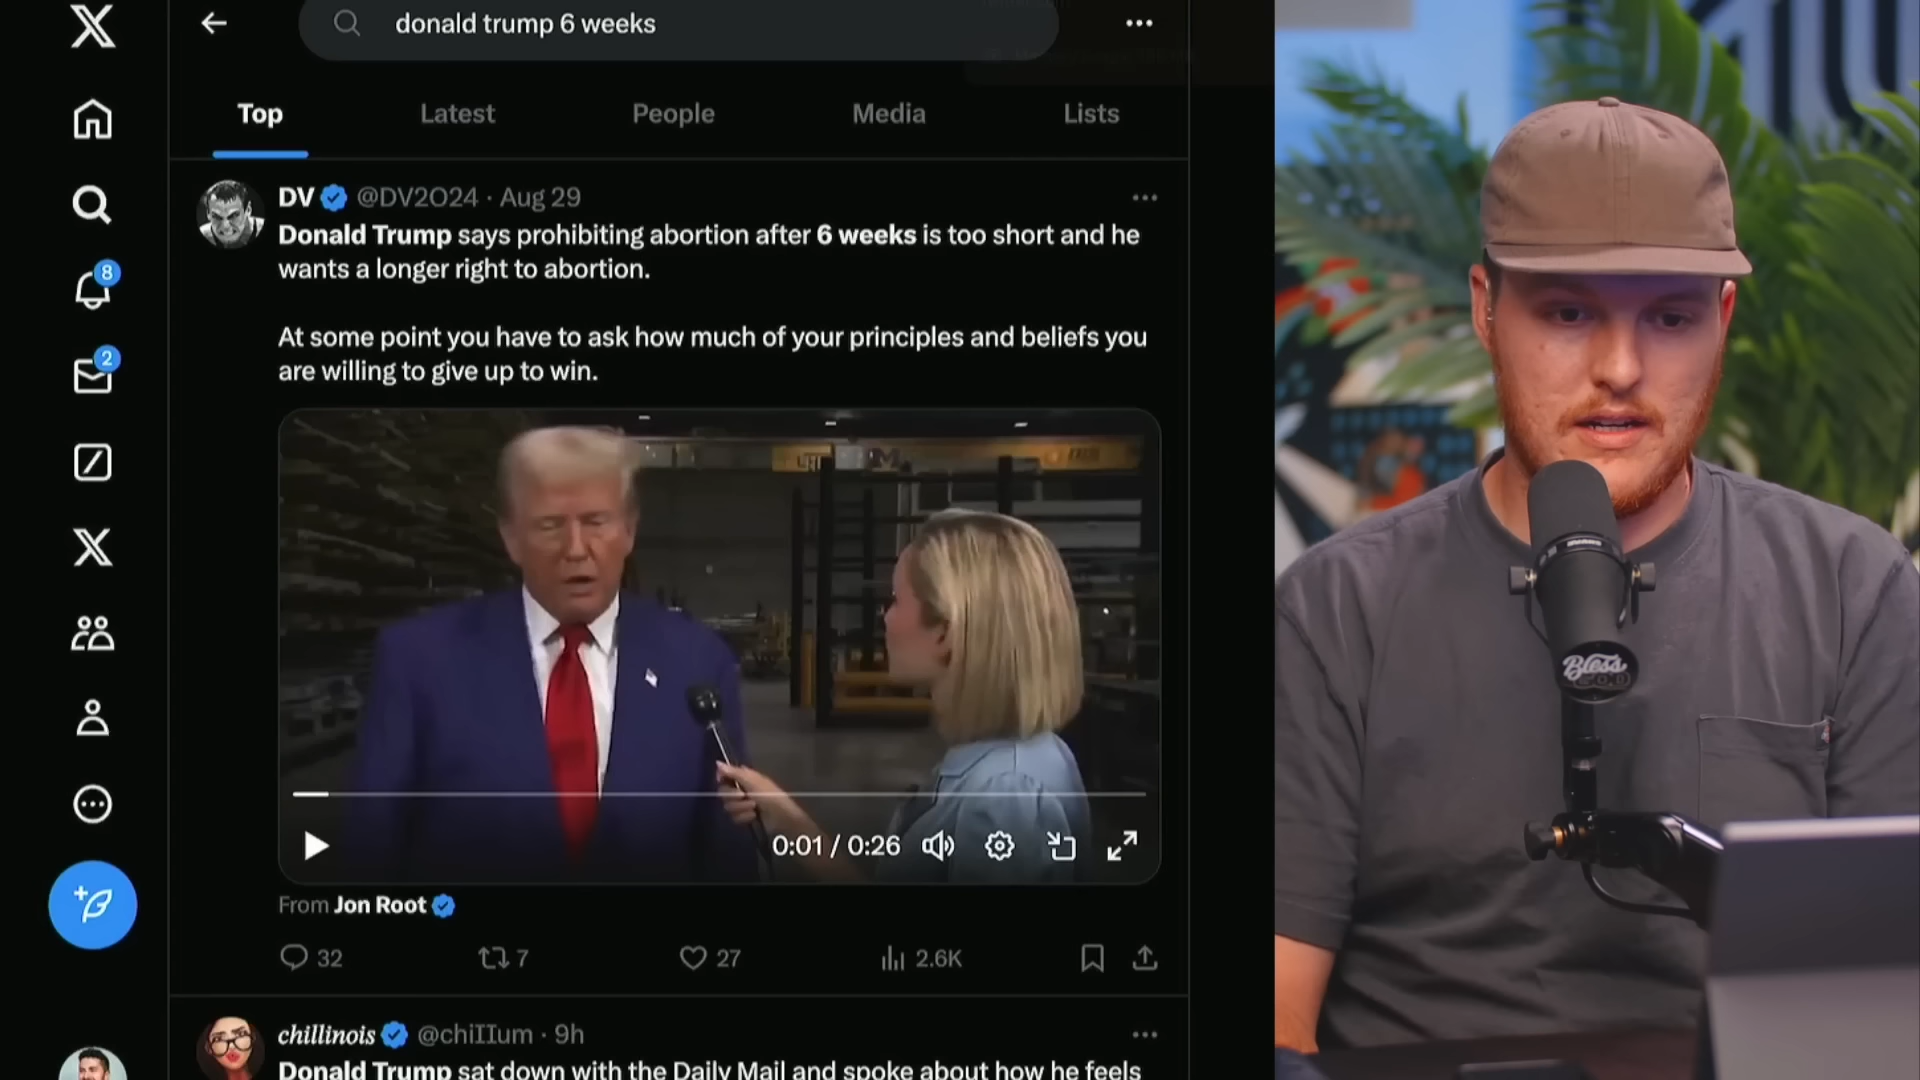 donald trump 6 weeks
Top
Latest
People
Media
Lists
DV @DV2O24 · Aug 29
Donald Trump says prohibiting abortion after 6 weeks is too short and he
wants a longer right to abortion.
At some point you have to ask how much of your principles and beliefs you
are willing to give up to win.
0:01 / 0:26
From Jon Root
32
7
27
2.6K
8
2
chillinois @chiIIum · 9h
Donald Trump sat down with the Daily Mail and spoke about how he feels
Bless
GOD